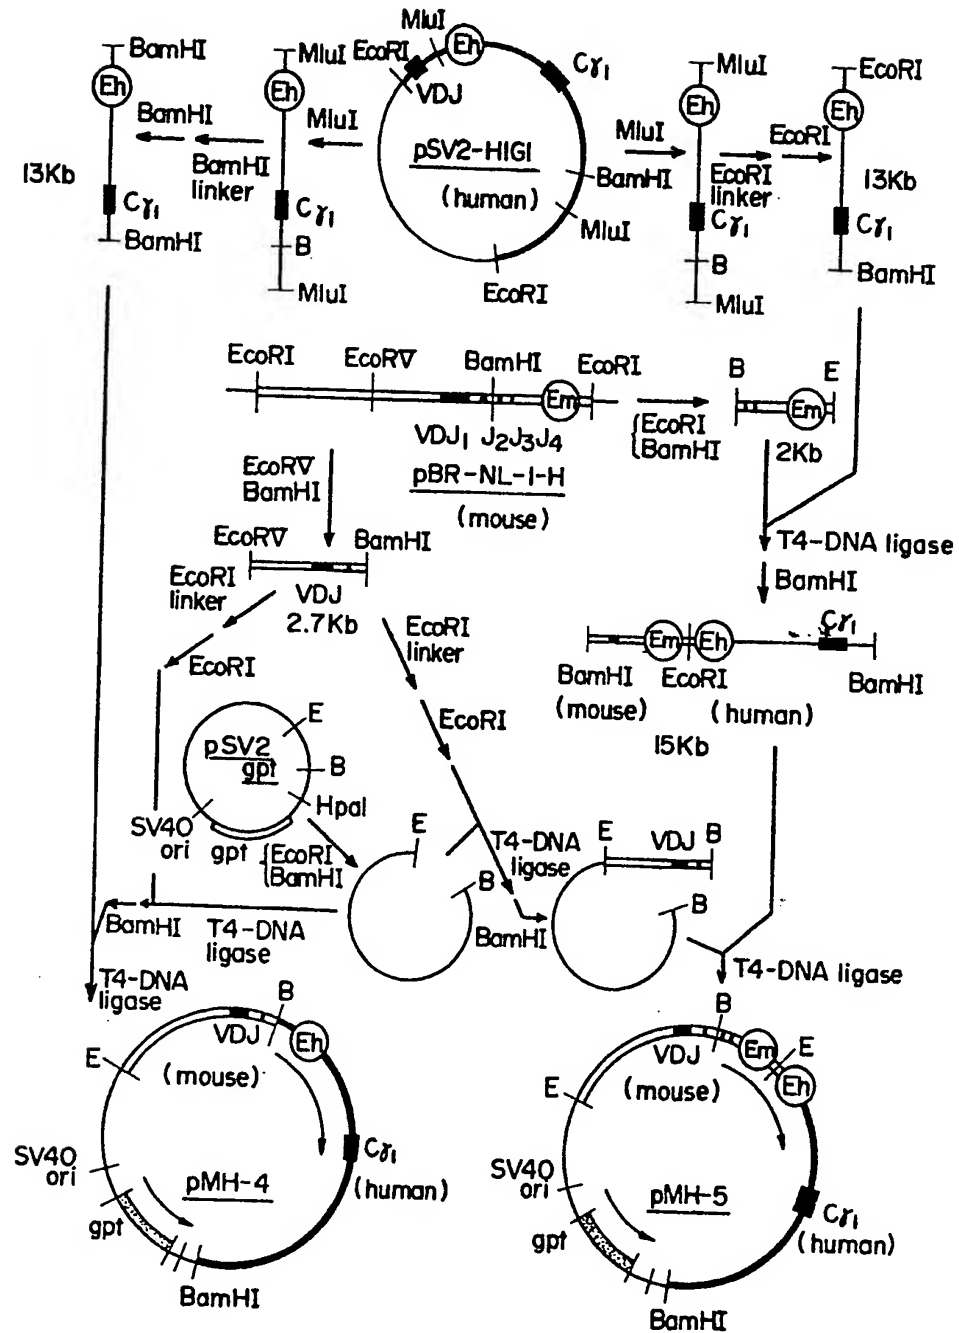 BamHI
Eh
BamHI
13Kb
Cγ1
BamHI
BamHI
linker
MluI
Eh
MluI
Cγ1
B
MluI
MluI
EcoRI
Eh
VDJ
Cγ1
pSV2-H1G1
(human)
BamHI
MluI
EcoRI
MluI
MluI
Eh
EcoRI
linker
EcoRI
Cγ1
B
MluI
EcoRI
Eh
13Kb
Cγ1
BamHI
EcoRI EcoRV BamHI EcoRI
Em
VDJ1 J2J3J4
pBR-NL-1-H
(mouse)
EcoRI
BamHI
B E
Em
2Kb
T4-DNA ligase
BamHI
EcoRV
BamHI
EcoRV BamHI
VDJ
2.7Kb
EcoRI
linker
EcoRI
EcoRI
linker
EcoRI
Em Eh Cγ1
BamHI EcoRI BamHI
(mouse) (human)
15Kb
pSV2
gpt
E
B
HpaI
SV40
ori
gpt
EcoRI
BamHI
E
B
T4-DNA
ligase
BamHI
E VDJ B
B
BamHI
T4-DNA
ligase
T4-DNA
ligase
T4-DNA ligase
B
VDJ
Eh
E
(mouse)
SV40
ori
pMH-4
Cγ1
(human)
gpt
BamHI
B
VDJ
Em
E
Eh
E
(mouse)
SV40
ori
pMH-5
Cγ1
(human)
gpt
BamHI